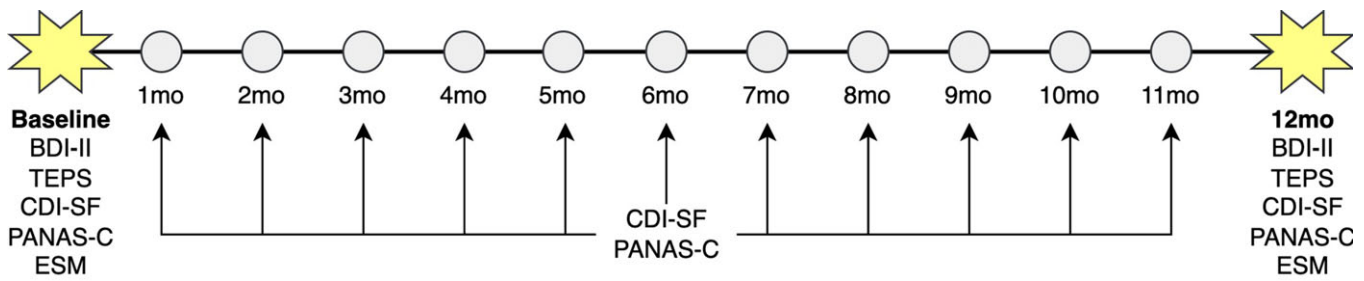 1mo 2mo 3mo 4mo 5mo 6mo 7mo 8mo 9mo 10mo 11mo
Baseline
BDI-II
TEPS
CDI-SF
PANAS-C
ESM
CDI-SF
PANAS-C
12mo
BDI-II
TEPS
CDI-SF
PANAS-C
ESM